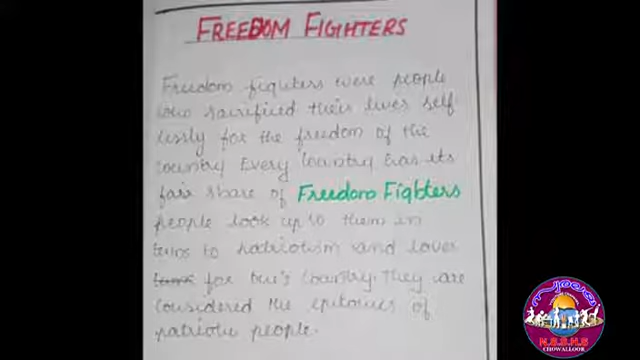 FREEDOM FIGHTERS
Freedom fighters were people
who sacrificed their lives self
lessly for the freedom of the
country Every Country has its
fair share of Freedom Fighters
people look up to them in
terms to patriotism and love
for one's Country. They are
considered the epitomes of
patriotic people.
N.S.S.H.S
CHOWALLOOR